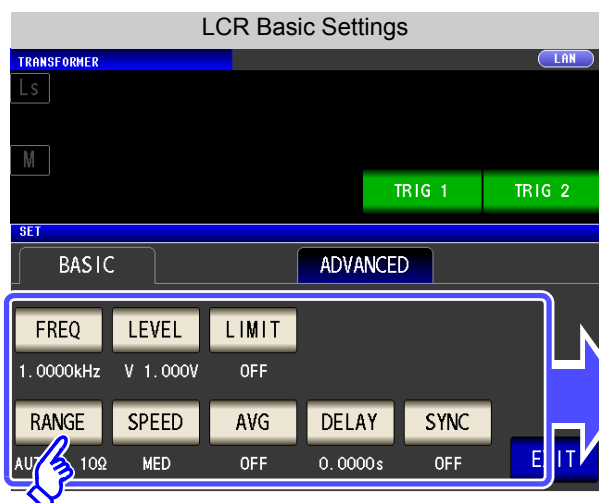 LCR Basic Settings
TRANSFORMER LAN
Ls
M
TRIG 1 TRIG 2
SET
BASIC ADVANCED
FREQ LEVEL LIMIT
1.0000kHz V 1.000V OFF
RANGE SPEED AVG DELAY SYNC
10Ω MED OFF 0.0000s OFF
EXIT